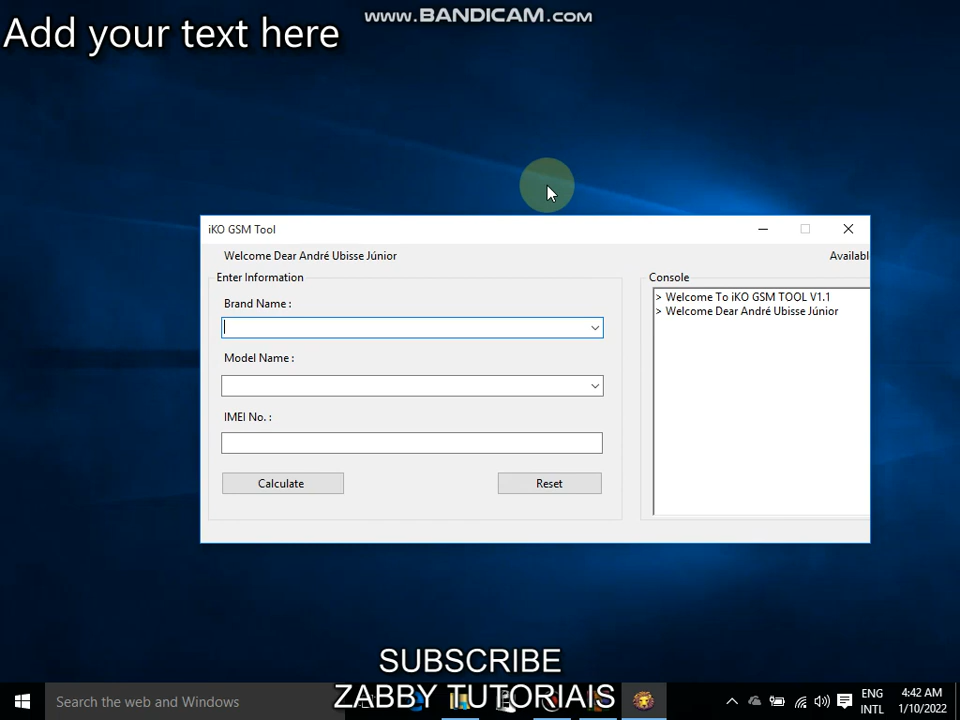 www.BANDICAM.com
Add your text here
iKO GSM Tool
Welcome Dear André Ubisse Júnior
Availabl
Enter Information
Brand Name :
Model Name :
IMEI No. :
Calculate
Reset
Console
> Welcome To iKO GSM TOOL V1.1
> Welcome Dear André Ubisse Júnior
SUBSCRIBE
ZABBY TUTORIAIS
Search the web and Windows
ENG
INTL
4:42 AM
1/10/2022